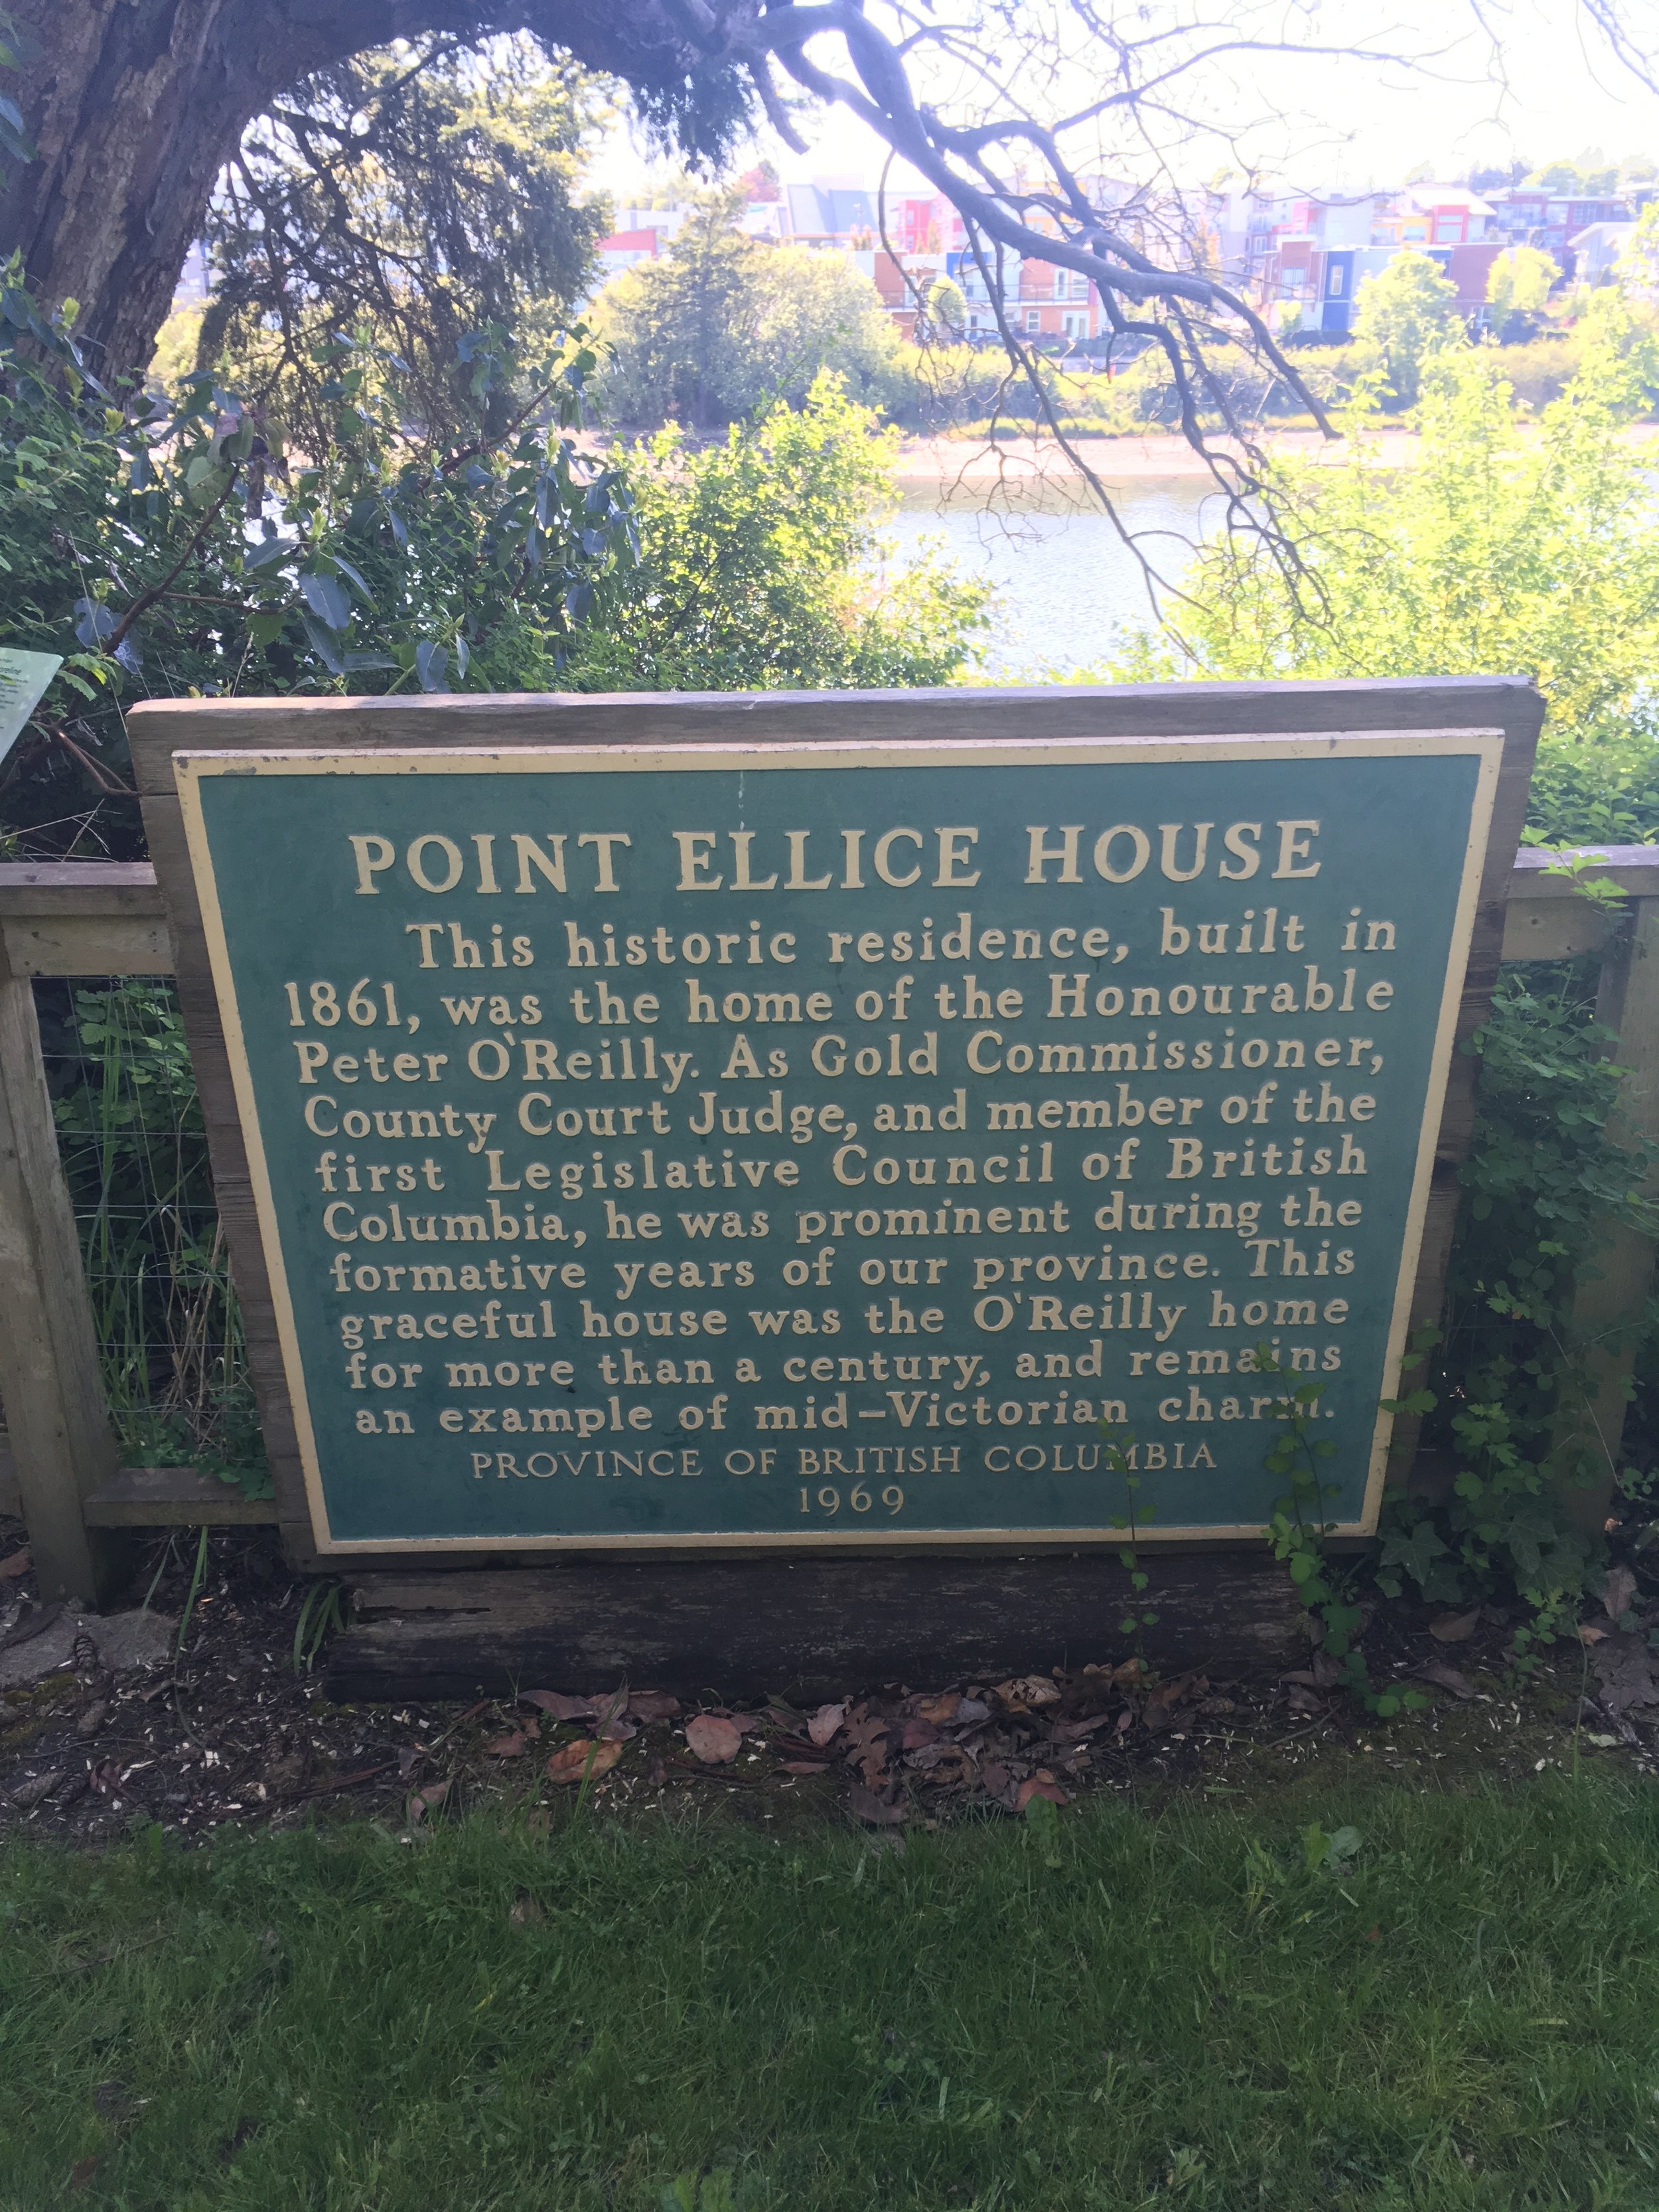 POINT ELLICE HOUSE
This historic residence, built in
1861, was the home of the Honourable
Peter O'Reilly. As Gold Commissioner,
County Court Judge, and member of the
first Legislative Council of British
Columbia, he was prominent during the
formative years of our province. This
graceful house was the O'Reilly home
for more than a century, and remains
an example of mid-Victorian charm.
PROVINCE OF BRITISH COLUMBIA
1969